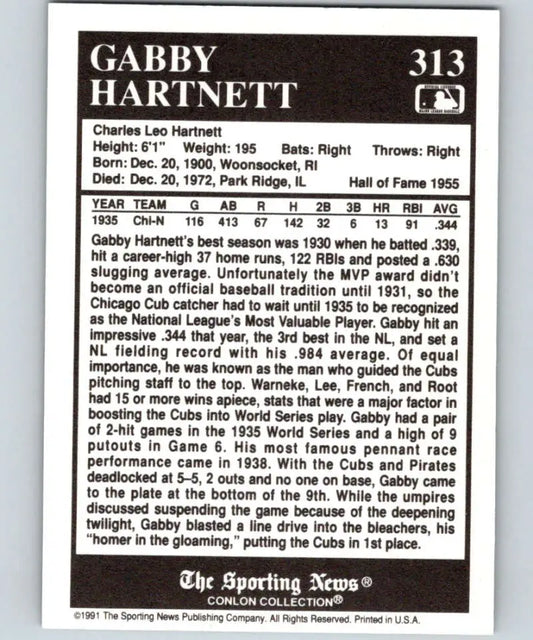 GABBY
HARTNETT
313
Charles Leo Hartnett
Height: 6'1" Weight: 195 Bats: Right Throws: Right
Born: Dec. 20, 1900, Woonsocket, RI
Died: Dec. 20, 1972, Park Ridge, IL Hall of Fame 1955
YEAR TEAM G AB R H 2B 3B HR RBI AVG
1935 Chi-N 116 413 67 142 32 6 13 91 .344
Gabby Hartnett's best season was 1930 when he batted .339,
hit a career-high 37 home runs, 122 RBIs and posted a .630
slugging average. Unfortunately the MVP award didn't
become an official baseball tradition until 1931, so the
Chicago Cub catcher had to wait until 1935 to be recognized
as the National League's Most Valuable Player. Gabby hit an
impressive .344 that year, the 3rd best in the NL, and set a
NL fielding record with his .984 average. Of equal
importance, he was known as the man who guided the Cubs
pitching staff to the top. Warneke, Lee, French, and Root
had 15 or more wins apiece, stats that were a major factor in
boosting the Cubs into World Series play. Gabby had a pair
of 2-hit games in the 1935 World Series and a high of 9
putouts in Game 6. His most famous pennant race
performance came in 1938. With the Cubs and Pirates
deadlocked at 5–5, 2 outs and no one on base, Gabby came
to the plate at the bottom of the 9th. While the umpires
discussed suspending the game because of the deepening
twilight, Gabby blasted a line drive into the bleachers, his
"homer in the gloaming," putting the Cubs in 1st place.
The Sporting News®
CONLON COLLECTION®
©1991 The Sporting News Publishing Company. All Rights Reserved. Printed in U.S.A.